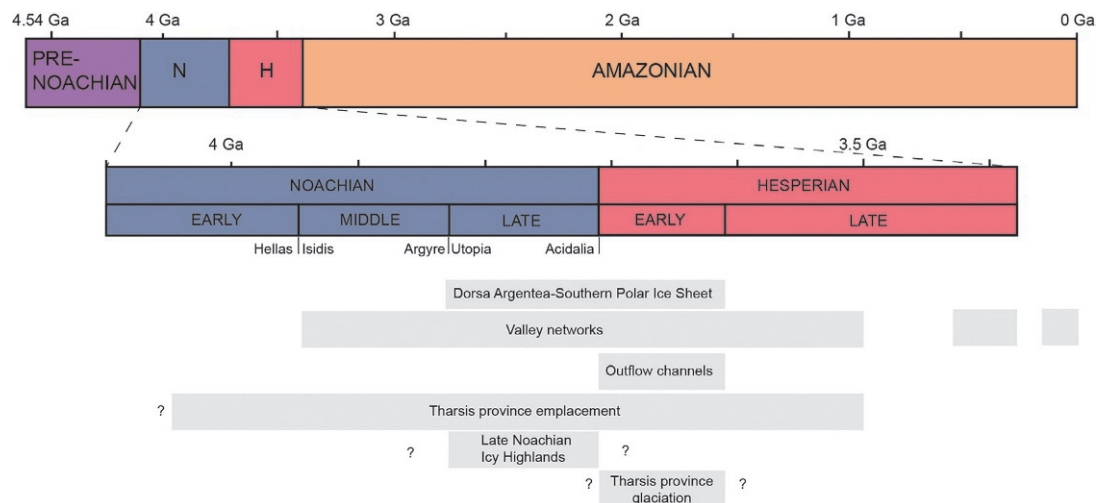 4.54 Ga 4 Ga 3 Ga 2 Ga 1 Ga 0 Ga
PRE-
NOACHIAN N H AMAZONIAN
4 Ga 3.5 Ga
NOACHIAN HESPERIAN
EARLY MIDDLE LATE EARLY LATE
Hellas Isidis Argyre Utopia Acidalia
Dorsa Argentea-Southern Polar Ice Sheet
Valley networks
Outflow channels
? Tharsis province emplacement
? Late Noachian ?
Icy Highlands
? Tharsis province ?
glaciation